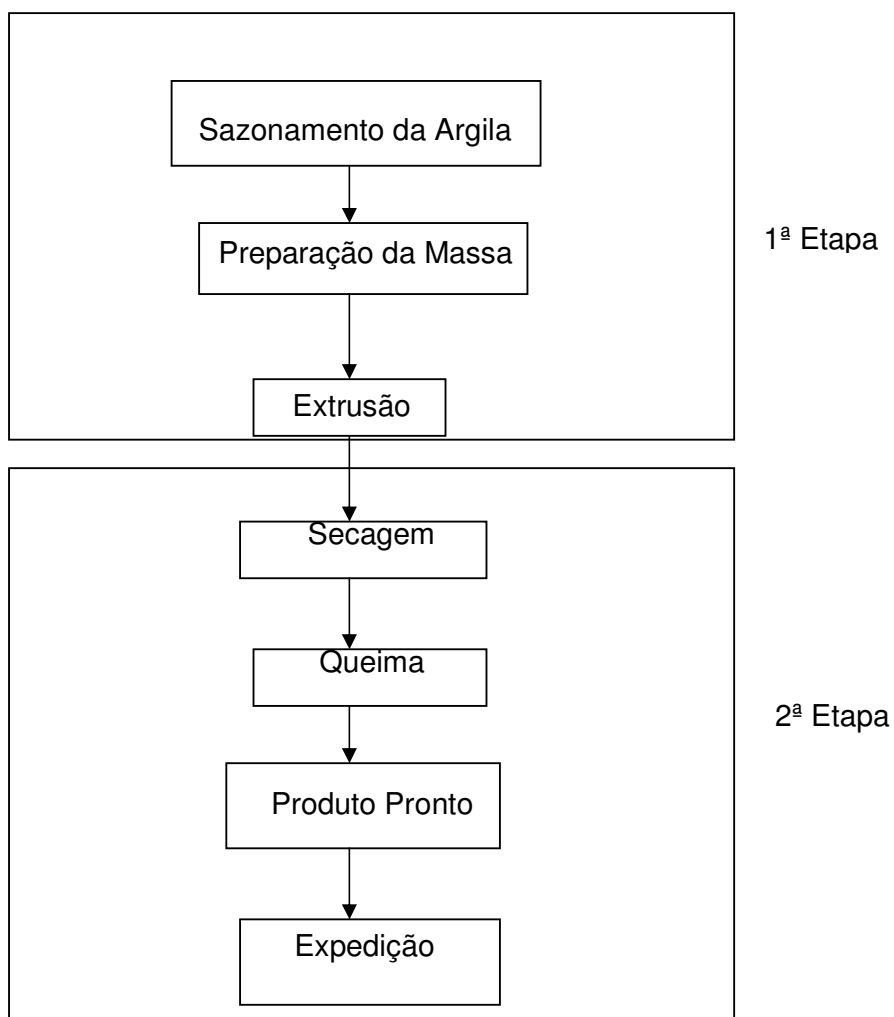 Sazonamento da Argila
Preparação da Massa
1ª Etapa
Extrusão
Secagem
Queima
2ª Etapa
Produto Pronto
Expedição